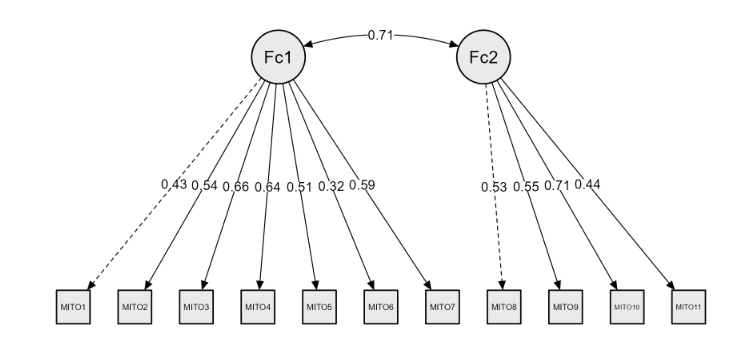 0.71
Fc1 Fc2
0.43 0.54 0.66 0.64 0.51 0.32 0.59 0.53 0.55 0.71 0.44
MITO1 MITO2 MITO3 MITO4 MITO5 MITO6 MITO7 MITO8 MITO9 MITO10 MITO11